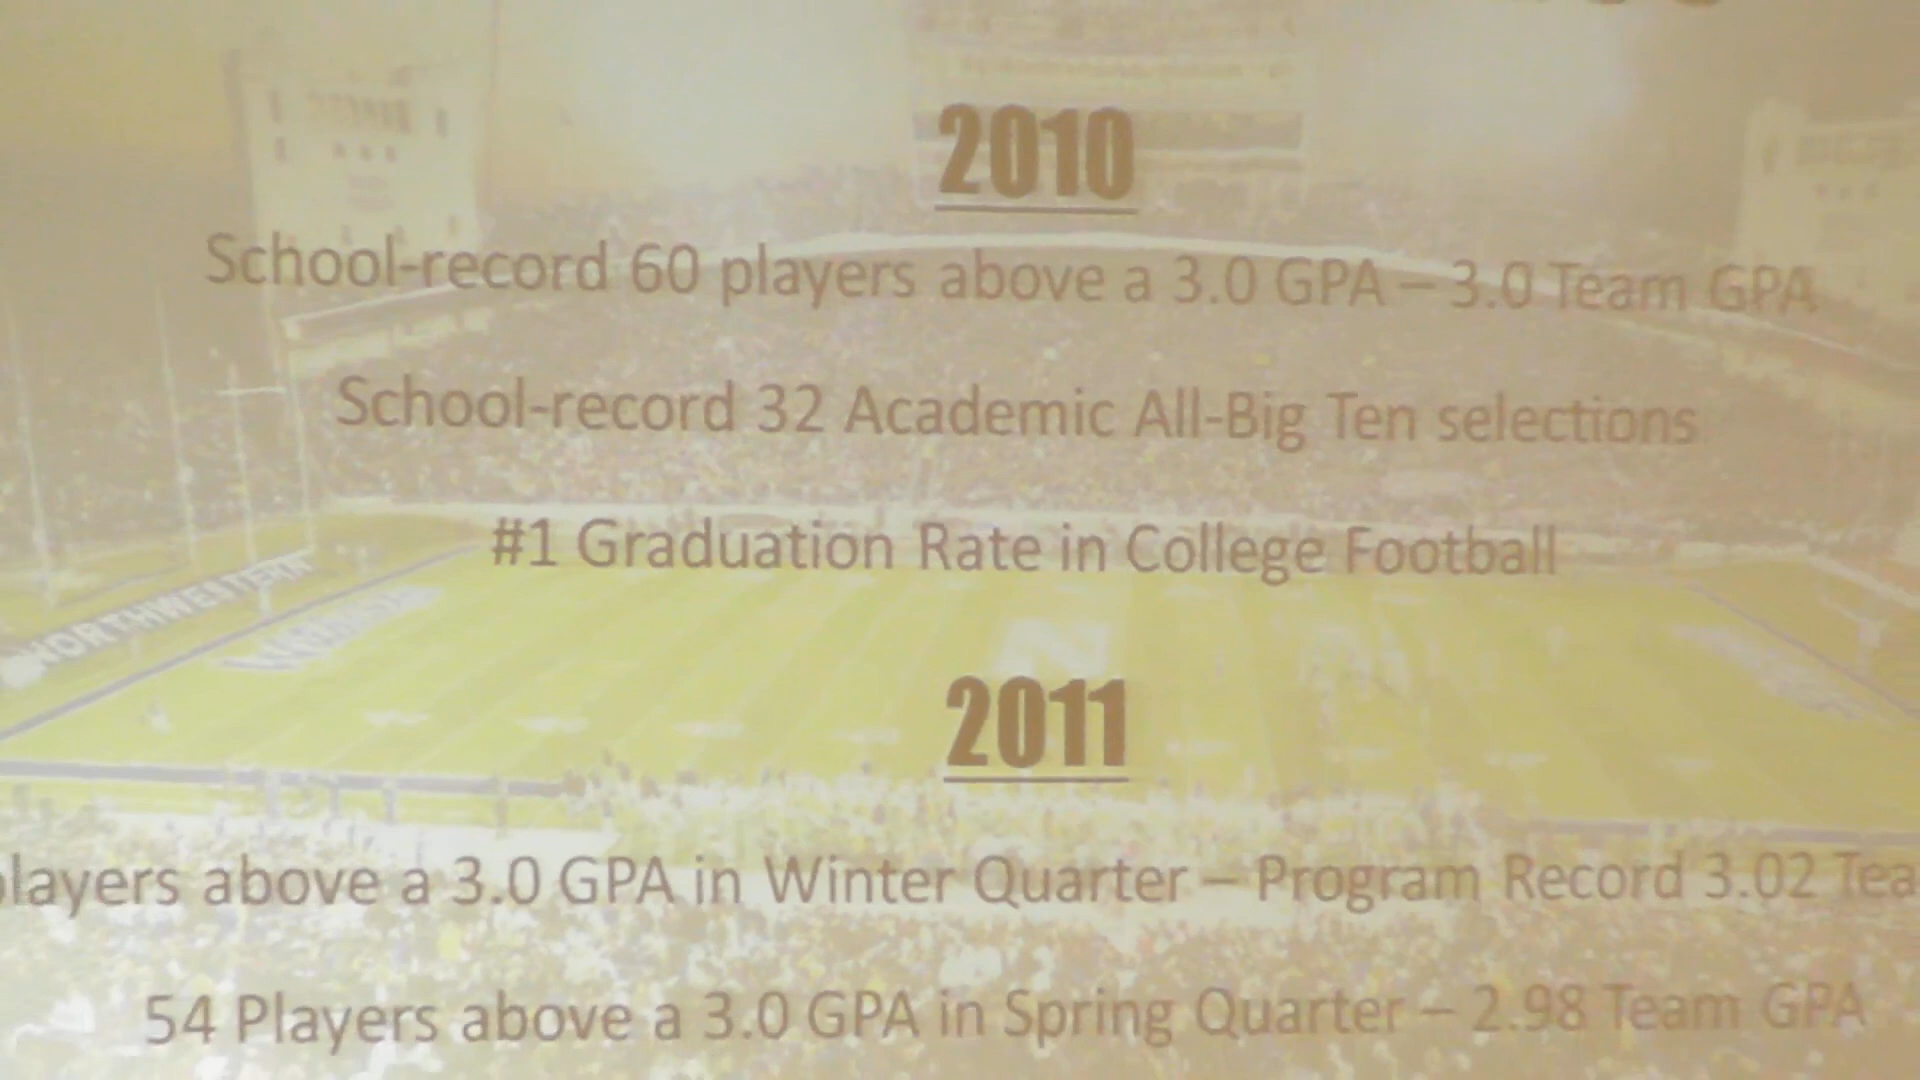 2010
School-record 60 players above a 3.0 GPA – 3.0 Team GPA
School-record 32 Academic All-Big Ten selections
#1 Graduation Rate in College Football
NORTHWESTERN
2011
players above a 3.0 GPA in Winter Quarter – Program Record 3.02 Tea
54 Players above a 3.0 GPA in Spring Quarter – 2.98 Team GPA